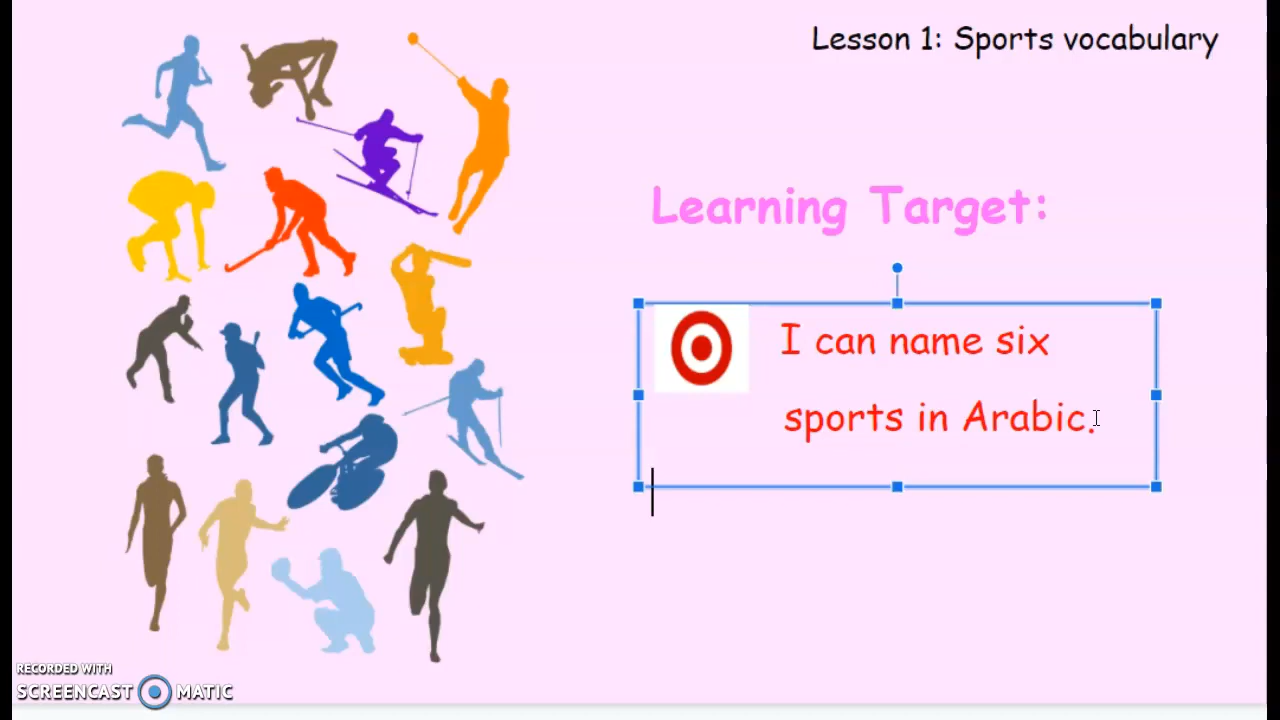 Lesson 1: Sports vocabulary
Learning Target:
I can name six
sports in Arabic.
RECORDED WITH
SCREENCAST MATIC